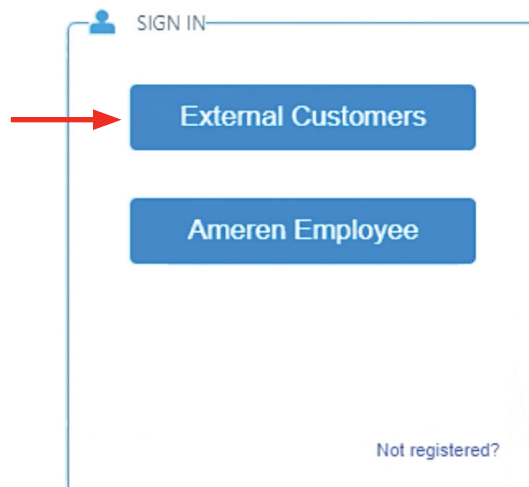 SIGN IN
External Customers
Ameren Employee
Not registered?